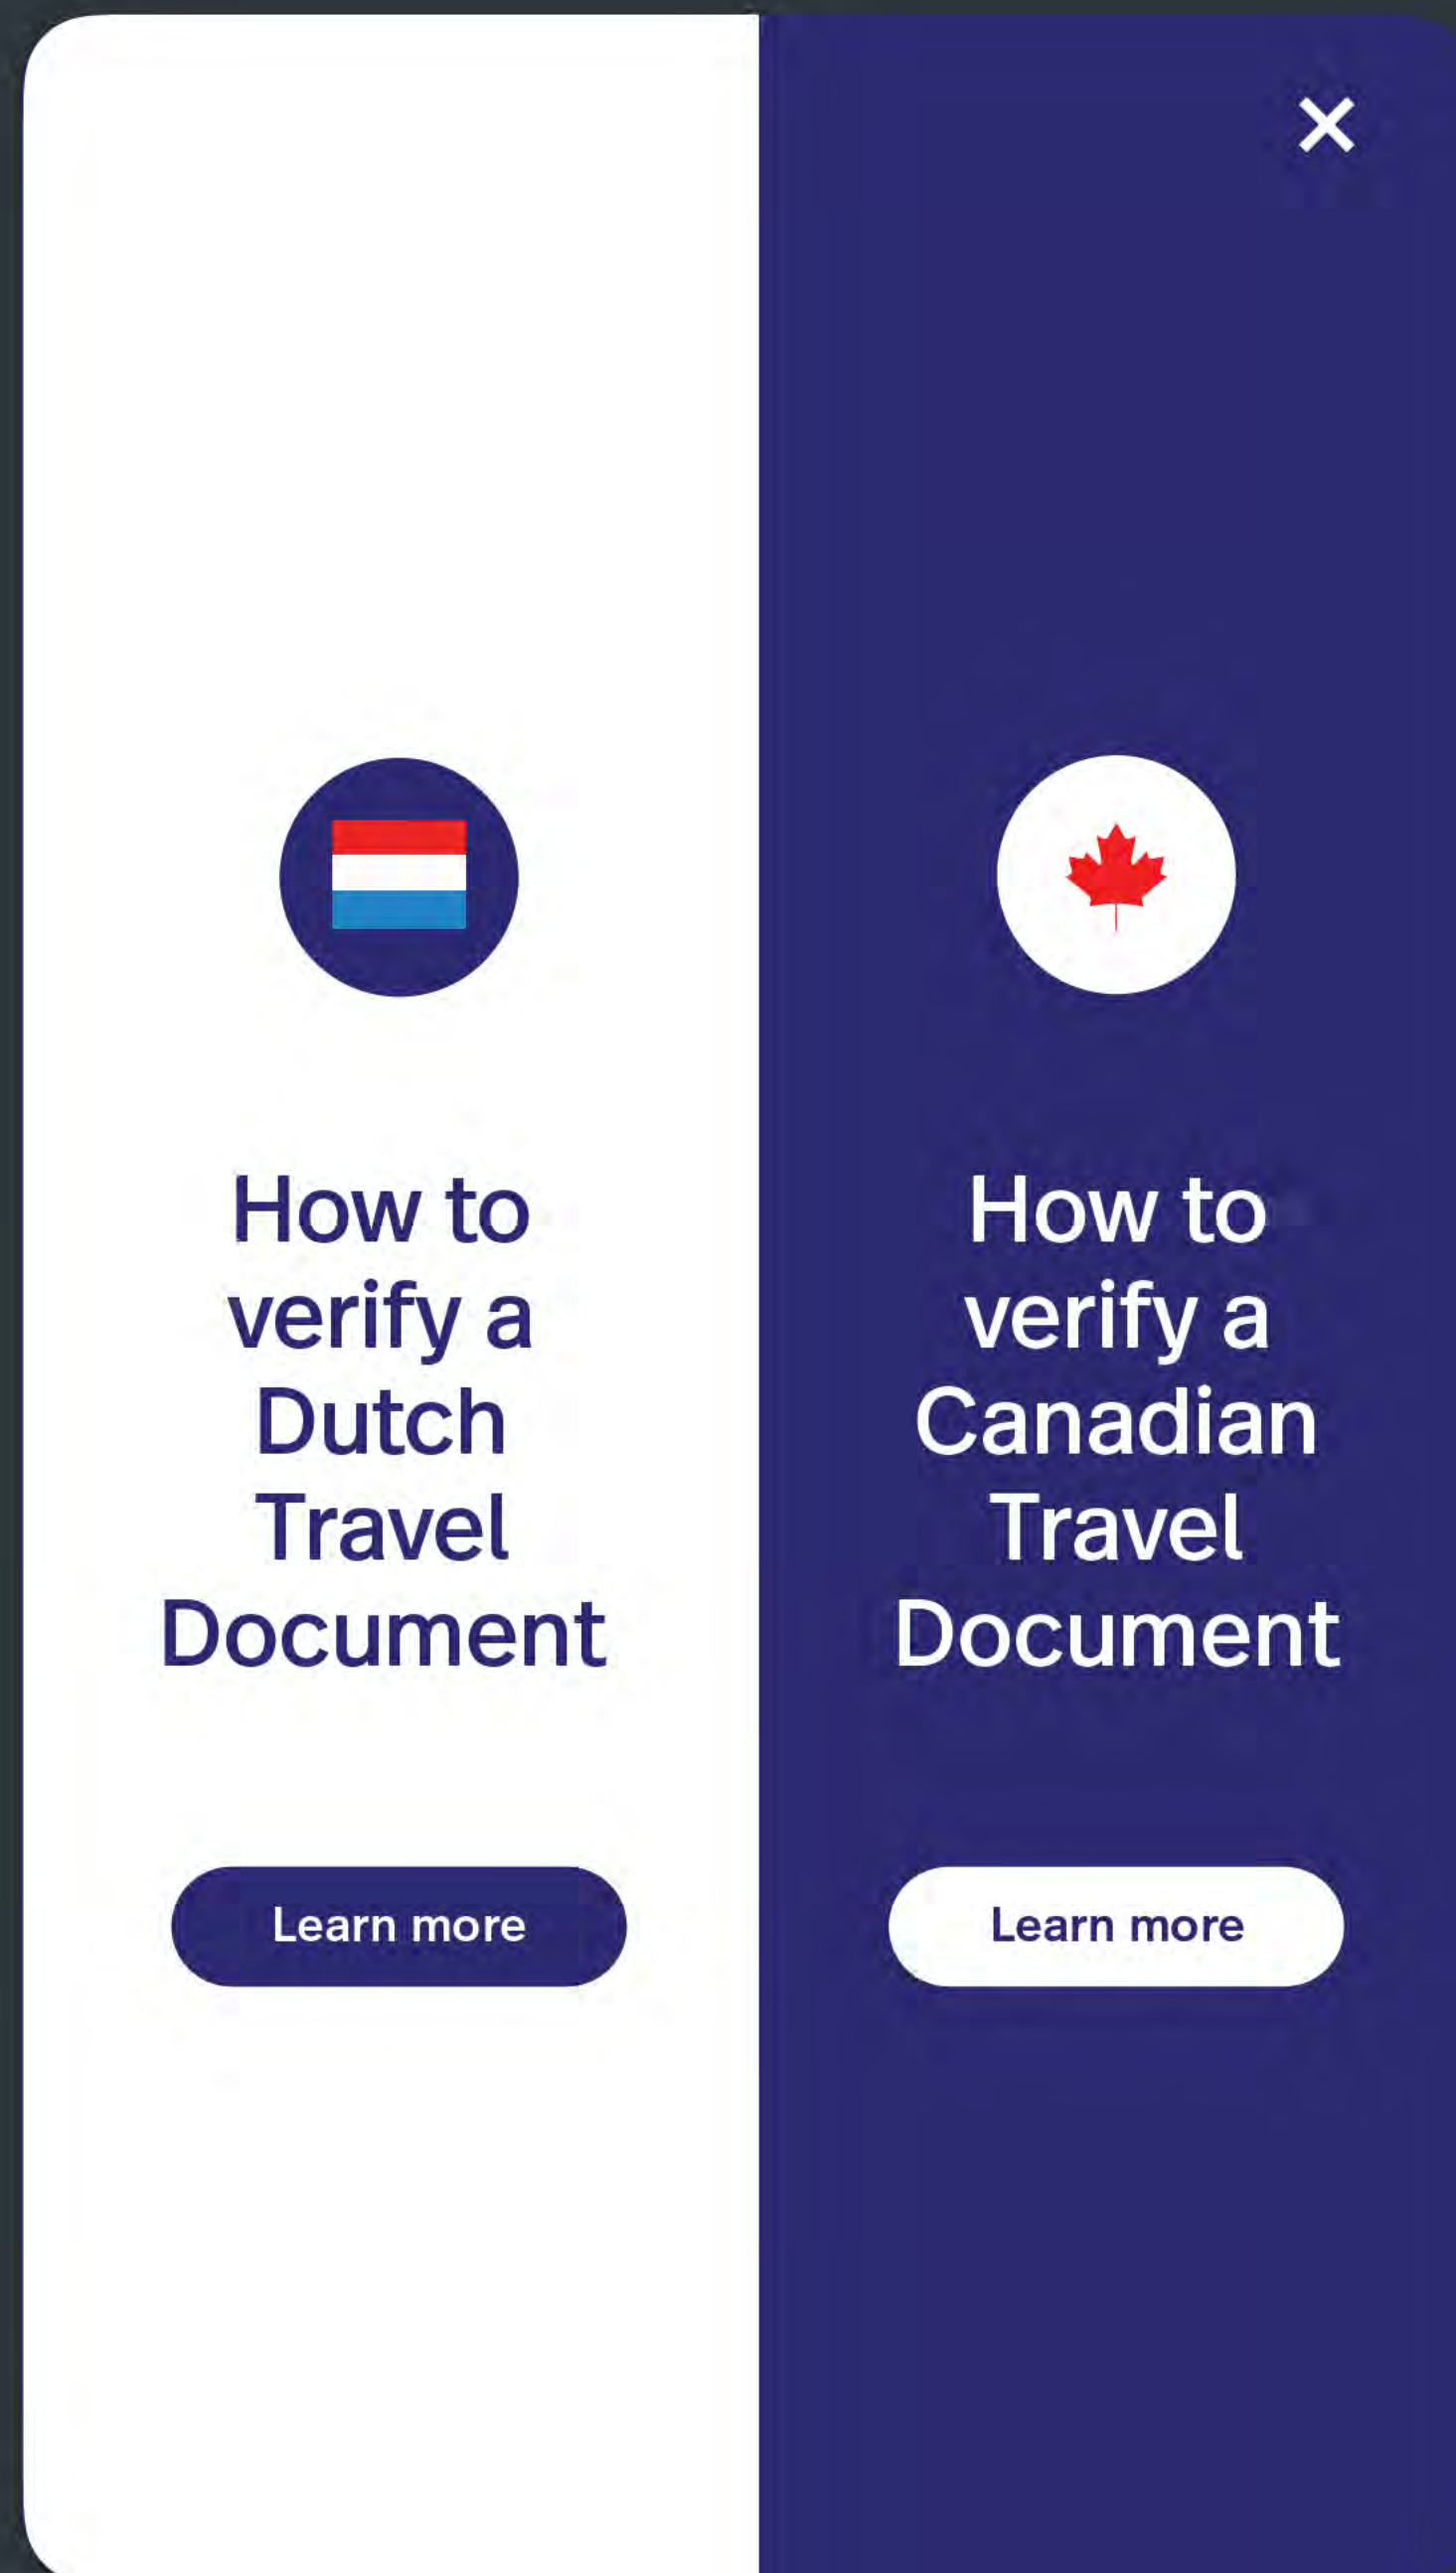 How to
verify a
Dutch
Travel
Document
Learn more
How to
verify a
Canadian
Travel
Document
Learn more